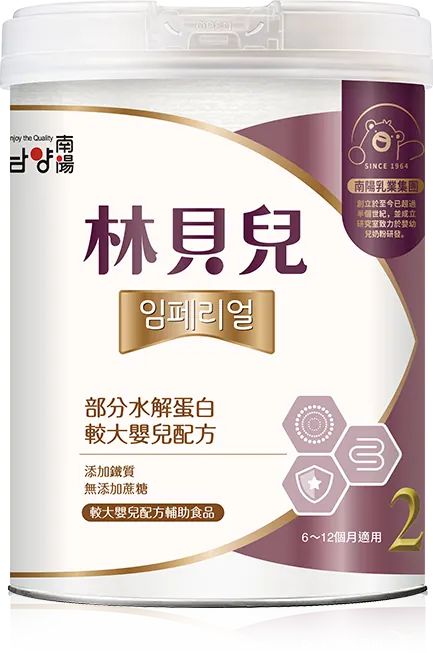 njoy the Quality
남양
南陽
SINCE 1964
南陽乳業集團
創立於至今已超過
半個世紀，並成立
研究室致力於嬰幼
兒奶粉研發。
林貝兒
임페리얼
部分水解蛋白
較大嬰兒配方
添加鐵質
無添加蔗糖
較大嬰兒配方輔助食品
2
6～12個月適用